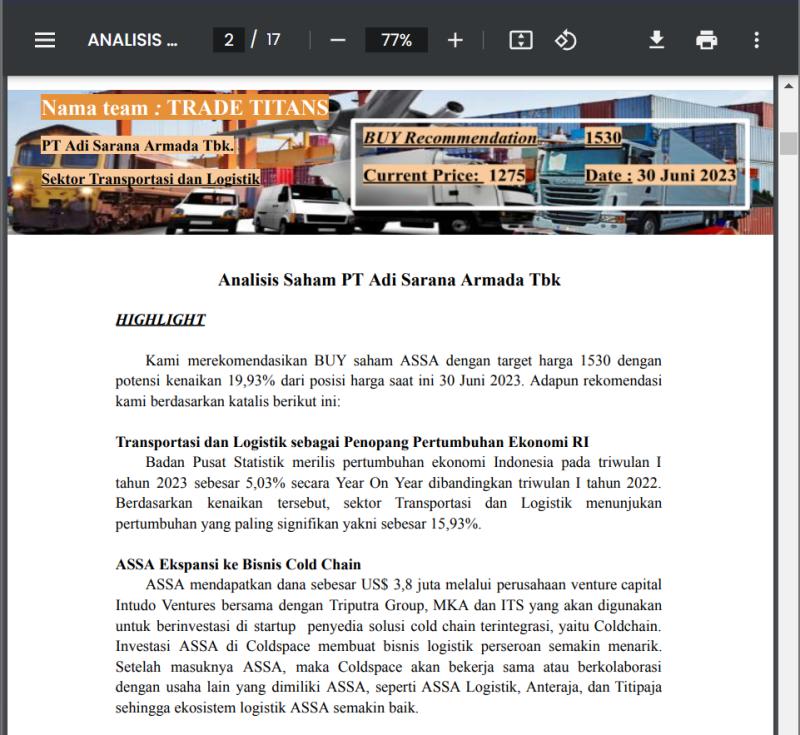 ANALISIS ...
2 / 17
77%
Nama team : TRADE TITANS
PT Adi Sarana Armada Tbk.
Sektor Transportasi dan Logistik
BUY Recommendation 1530
Current Price: 1275 Date : 30 Juni 2023
Analisis Saham PT Adi Sarana Armada Tbk
HIGHLIGHT
Kami merekomendasikan BUY saham ASSA dengan target harga 1530 dengan
potensi kenaikan 19,93% dari posisi harga saat ini 30 Juni 2023. Adapun rekomendasi
kami berdasarkan katalis berikut ini:
Transportasi dan Logistik sebagai Penopang Pertumbuhan Ekonomi RI
Badan Pusat Statistik merilis pertumbuhan ekonomi Indonesia pada triwulan I
tahun 2023 sebesar 5,03% secara Year On Year dibandingkan triwulan I tahun 2022.
Berdasarkan kenaikan tersebut, sektor Transportasi dan Logistik menunjukan
pertumbuhan yang paling signifikan yakni sebesar 15,93%.
ASSA Ekspansi ke Bisnis Cold Chain
ASSA mendapatkan dana sebesar US$ 3,8 juta melalui perusahaan venture capital
Intudo Ventures bersama dengan Triputra Group, MKA dan ITS yang akan digunakan
untuk berinvestasi di startup penyedia solusi cold chain terintegrasi, yaitu Coldchain.
Investasi ASSA di Coldspace membuat bisnis logistik perseroan semakin menarik.
Setelah masuknya ASSA, maka Coldspace akan bekerja sama atau berkolaborasi
dengan usaha lain yang dimiliki ASSA, seperti ASSA Logistik, Anteraja, dan Titipaja
sehingga ekosistem logistik ASSA semakin baik.